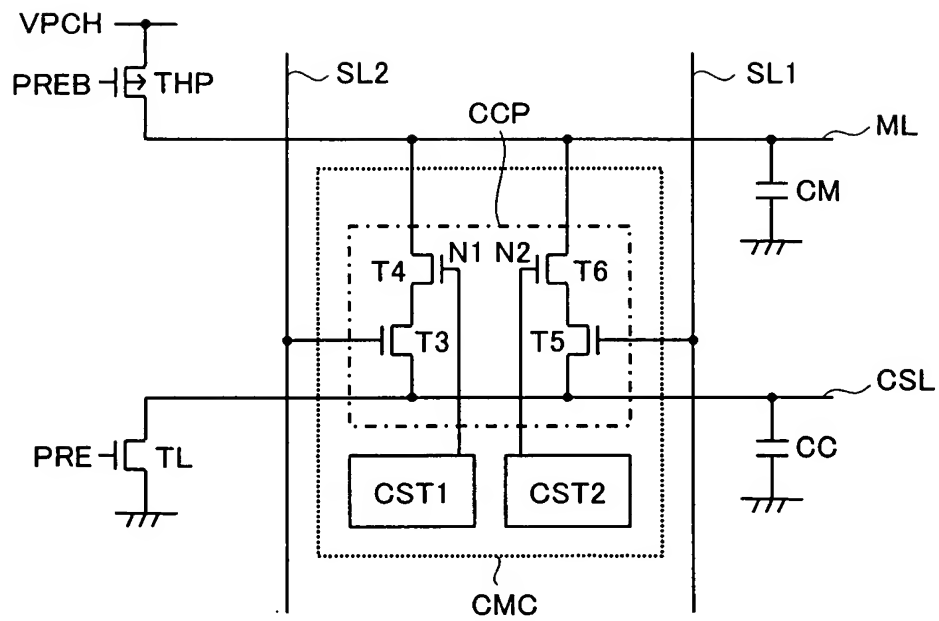 VPCH
PREB THP
SL2
SL1
CCP
ML
CM
N1 N2
T4 T6
T3 T5
CSL
PRE TL
CC
CST1 CST2
CMC